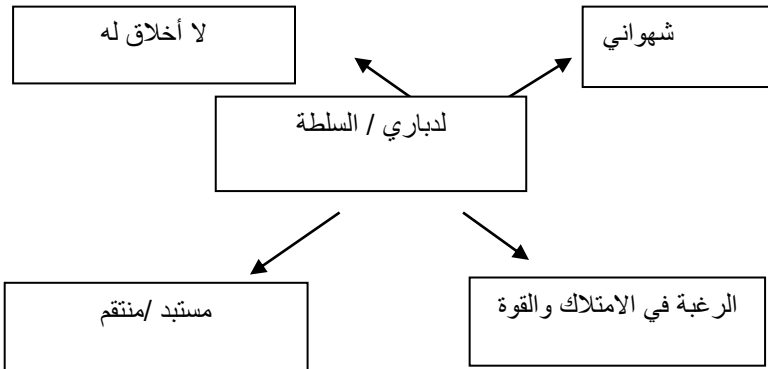 شهواني
لا أخلاق له
لدباري / السلطة
الرغبة في الامتلاك والقوة
مستبد /منتقم